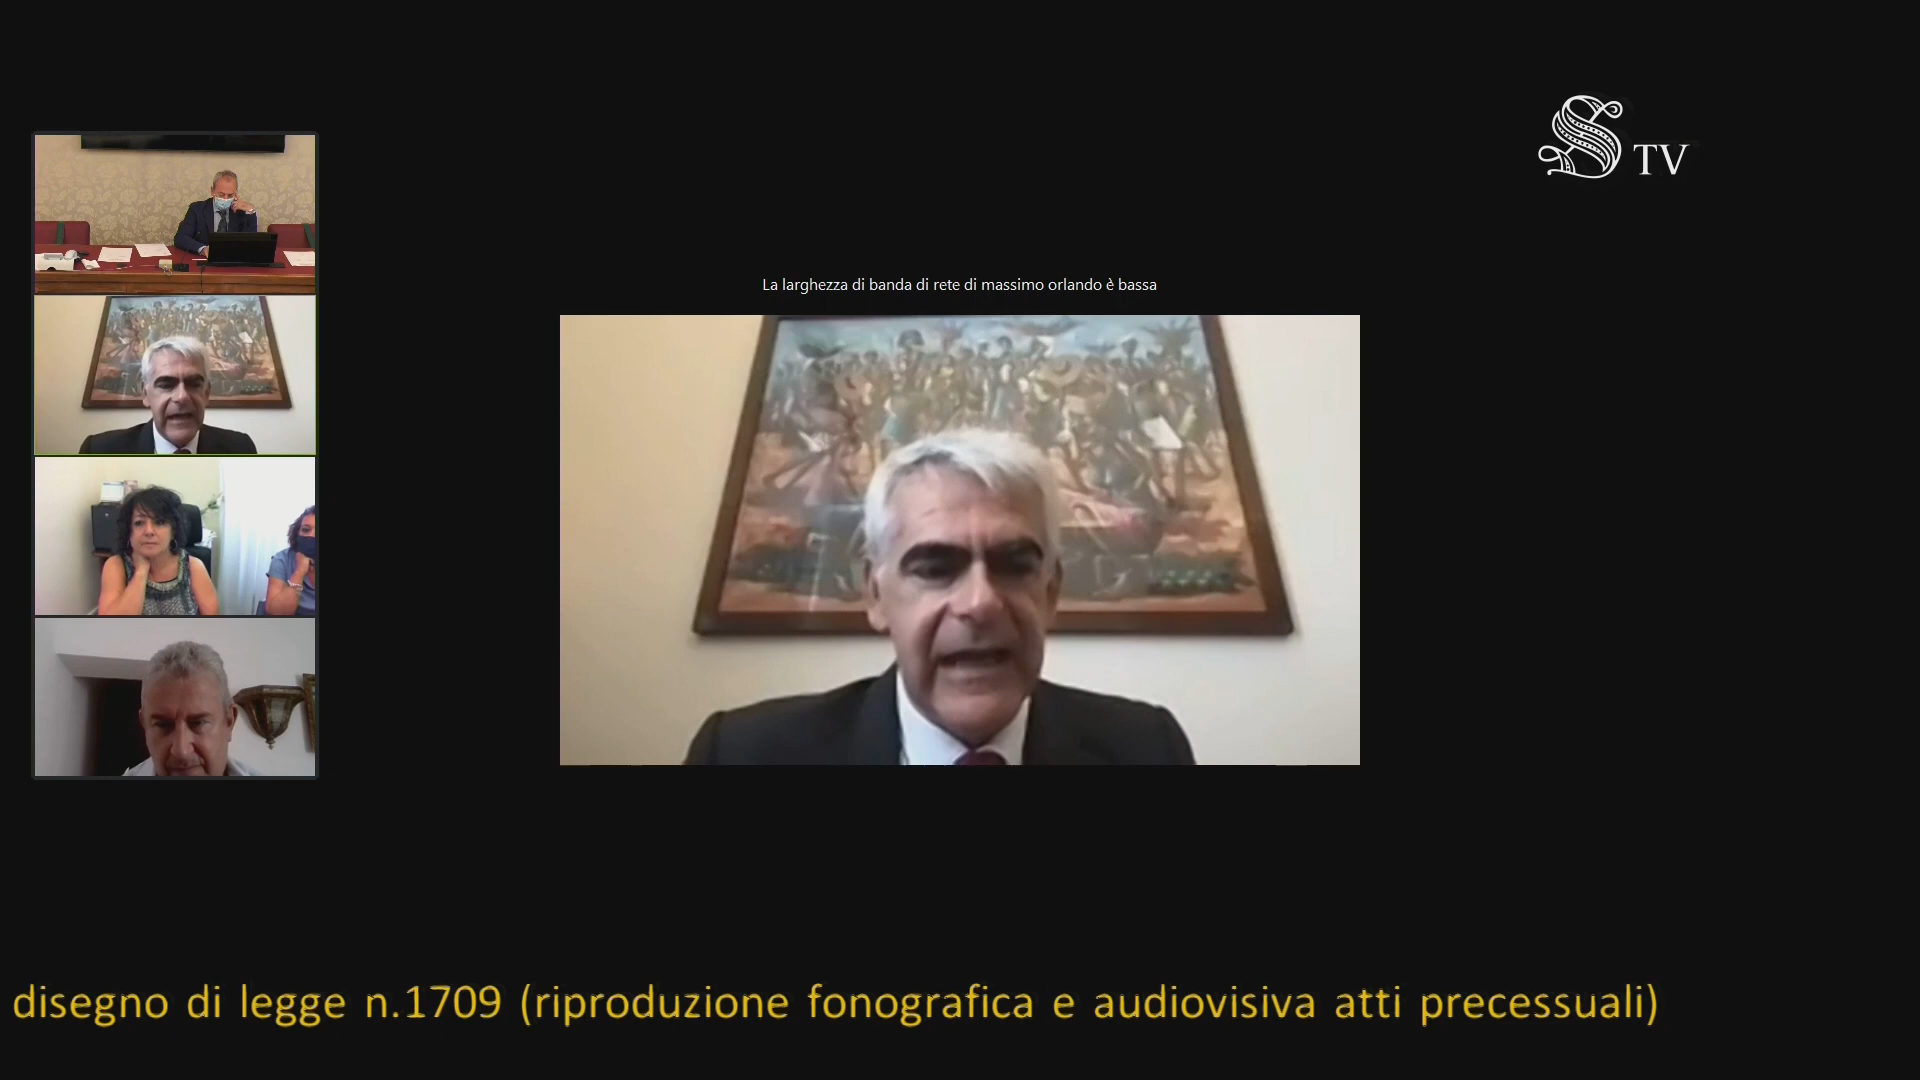 S TV
La larghezza di banda di rete di massimo orlando è bassa
disegno di legge n.1709 (riproduzione fonografica e audiovisiva atti precessuali)